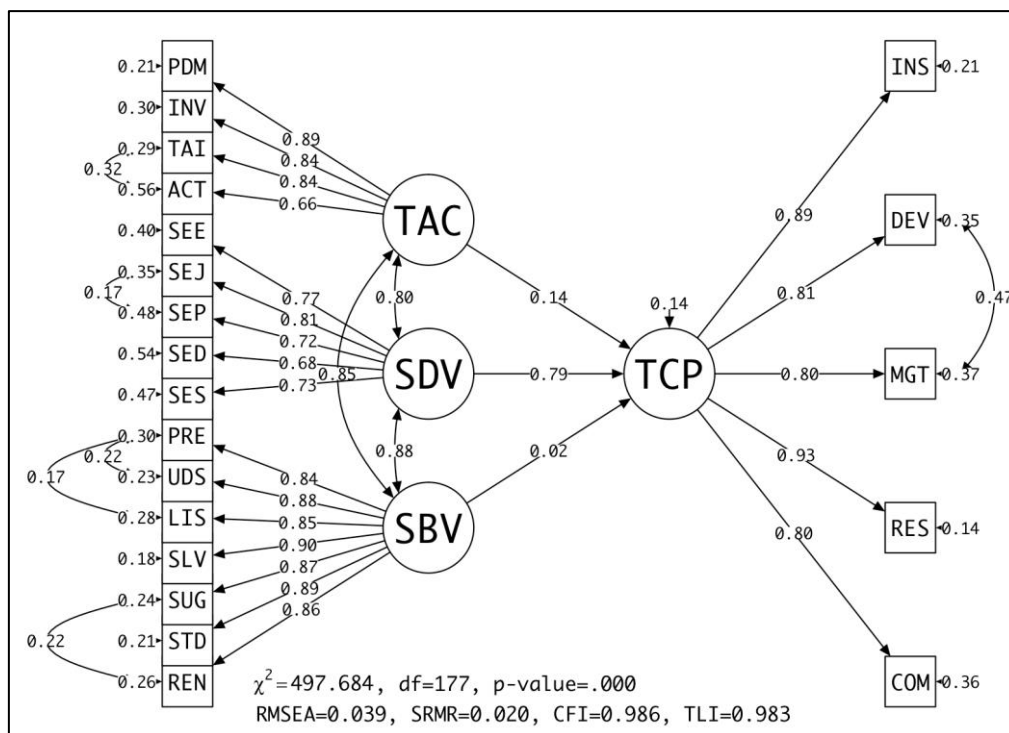 0.21 PDM
0.30 INV
0.29 TAI
0.32
0.56 ACT
0.40 SEE
0.35 SEJ
0.17
0.48 SEP
0.54 SED
0.47 SES
0.30 PRE
0.22
0.17
0.23 UDS
0.28 LIS
0.18 SLV
0.24 SUG
0.22
0.21 STD
0.26 REN
0.89
0.84
0.84
0.66
0.77
0.81
0.72
0.68
0.73
0.84
0.88
0.85
0.90
0.87
0.89
0.86
TAC
0.80
0.85
SDV
0.88
SBV
0.14
0.79
0.02
0.14
TCP
0.89
0.81
0.80
0.93
0.80
INS 0.21
DEV 0.35
0.47
MGT 0.37
RES 0.14
COM 0.36
χ²=497.684, df=177, p-value=.000
RMSEA=0.039, SRMR=0.020, CFI=0.986, TLI=0.983